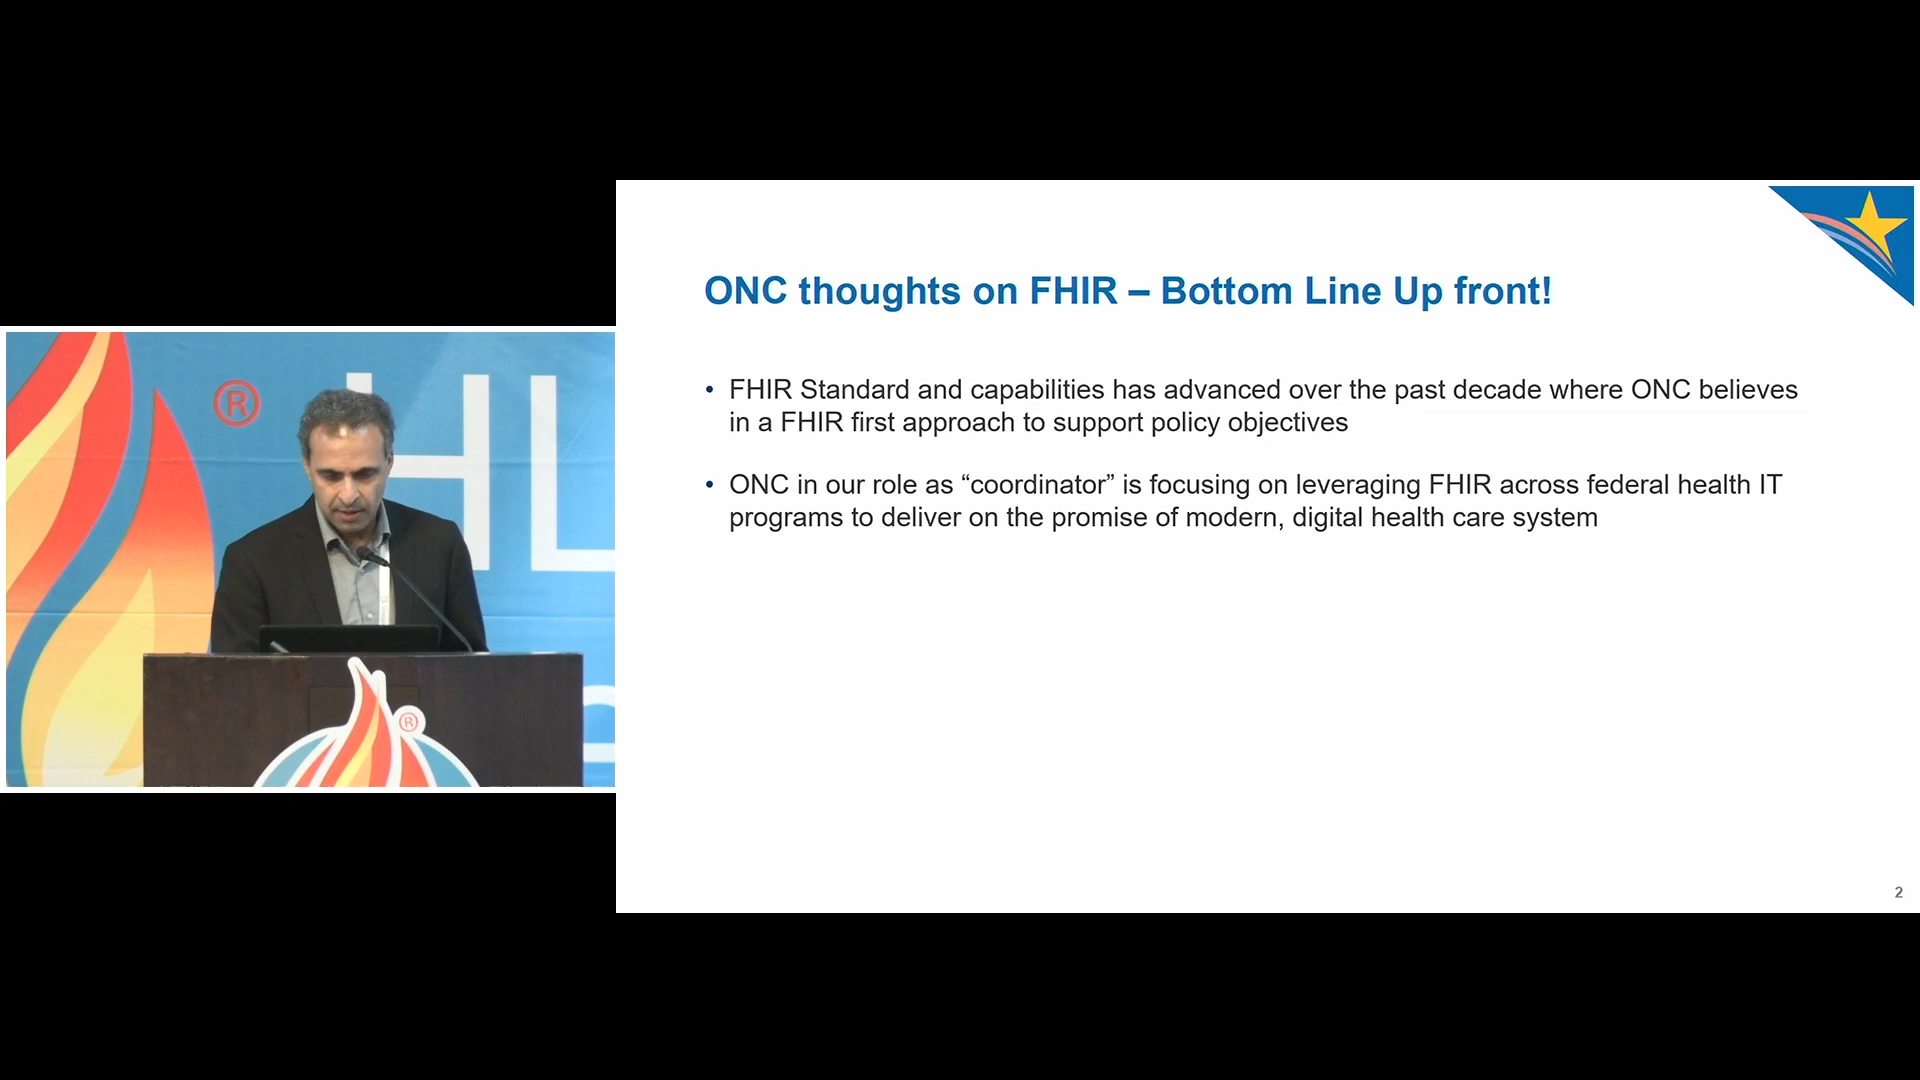 ONC thoughts on FHIR – Bottom Line Up front!
• FHIR Standard and capabilities has advanced over the past decade where ONC believes
in a FHIR first approach to support policy objectives
• ONC in our role as “coordinator” is focusing on leveraging FHIR across federal health IT
programs to deliver on the promise of modern, digital health care system
2
®
HL
®